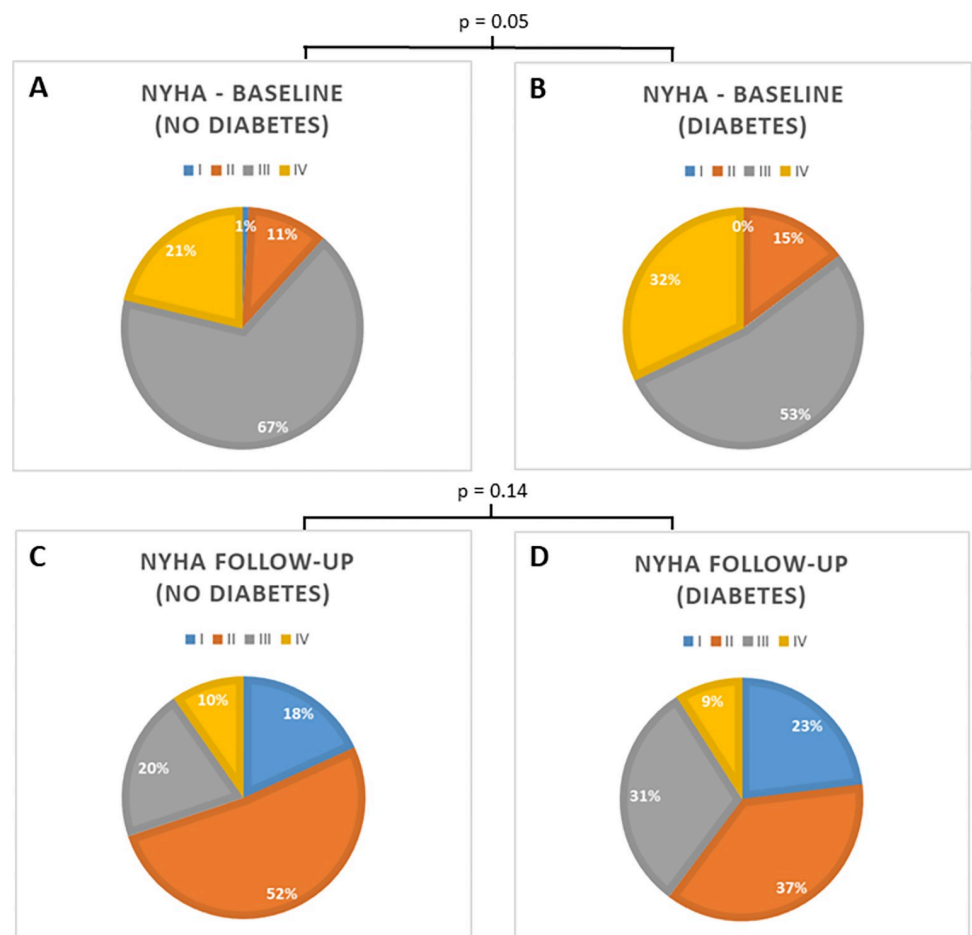 p = 0.05
A
NYHA - BASELINE
(NO DIABETES)
I II III IV
1%
11%
21%
67%
B
NYHA - BASELINE
(DIABETES)
I II III IV
0%
15%
32%
53%
p = 0.14
C
NYHA FOLLOW-UP
(NO DIABETES)
I II III IV
10%
18%
20%
52%
D
NYHA FOLLOW-UP
(DIABETES)
I II III IV
9%
23%
31%
37%